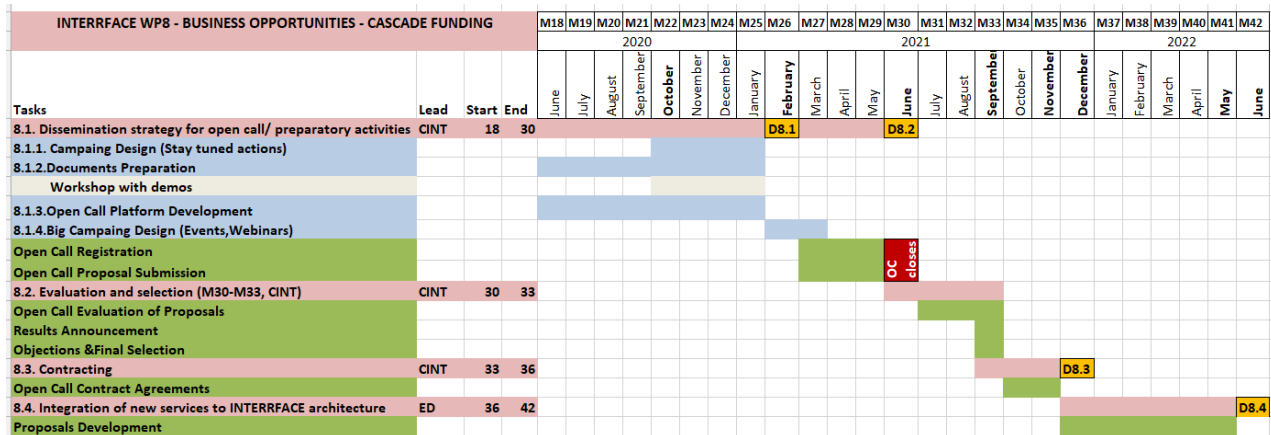 INTERRFACE WP8 - BUSINESS OPPORTUNITIES - CASCADE FUNDING
M18 M19 M20 M21 M22 M23 M24 M25 M26 M27 M28 M29 M30 M31 M32 M33 M34 M35 M36 M37 M38 M39 M40 M41 M42
2020 2021 2022
Tasks Lead Start End June July August September October November December January February March April May June July August September October November December January February March April May June
8.1. Dissemination strategy for open call/ preparatory activities CINT 18 30 D8.1 D8.2
8.1.1. Campaing Design (Stay tuned actions)
8.1.2.Documents Preparation
Workshop with demos
8.1.3.Open Call Platform Development
8.1.4.Big Campaing Design (Events,Webinars)
Open Call Registration
Open Call Proposal Submission
OC closes
8.2. Evaluation and selection (M30-M33, CINT) CINT 30 33
Open Call Evaluation of Proposals
Results Announcement
Objections &Final Selection
8.3. Contracting CINT 33 36 D8.3
Open Call Contract Agreements
8.4. Integration of new services to INTERRFACE architecture ED 36 42 D8.4
Proposals Development